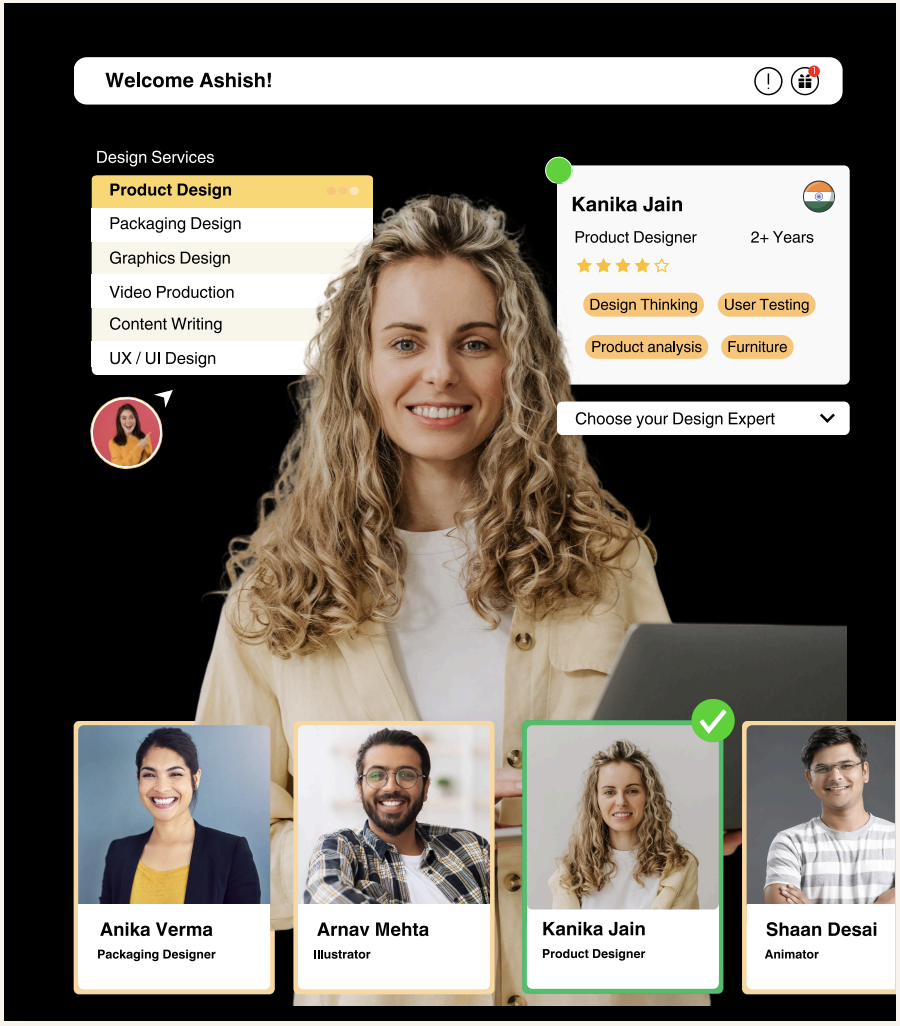 Welcome Ashish!
1
Design Services
Product Design
Packaging Design
Graphics Design
Video Production
Content Writing
UX / UI Design
Kanika Jain
Product Designer 2+ Years
Design Thinking User Testing
Product analysis Furniture
Choose your Design Expert
Anika Verma
Packaging Designer
Arnav Mehta
Illustrator
Kanika Jain
Product Designer
Shaan Desai
Animator